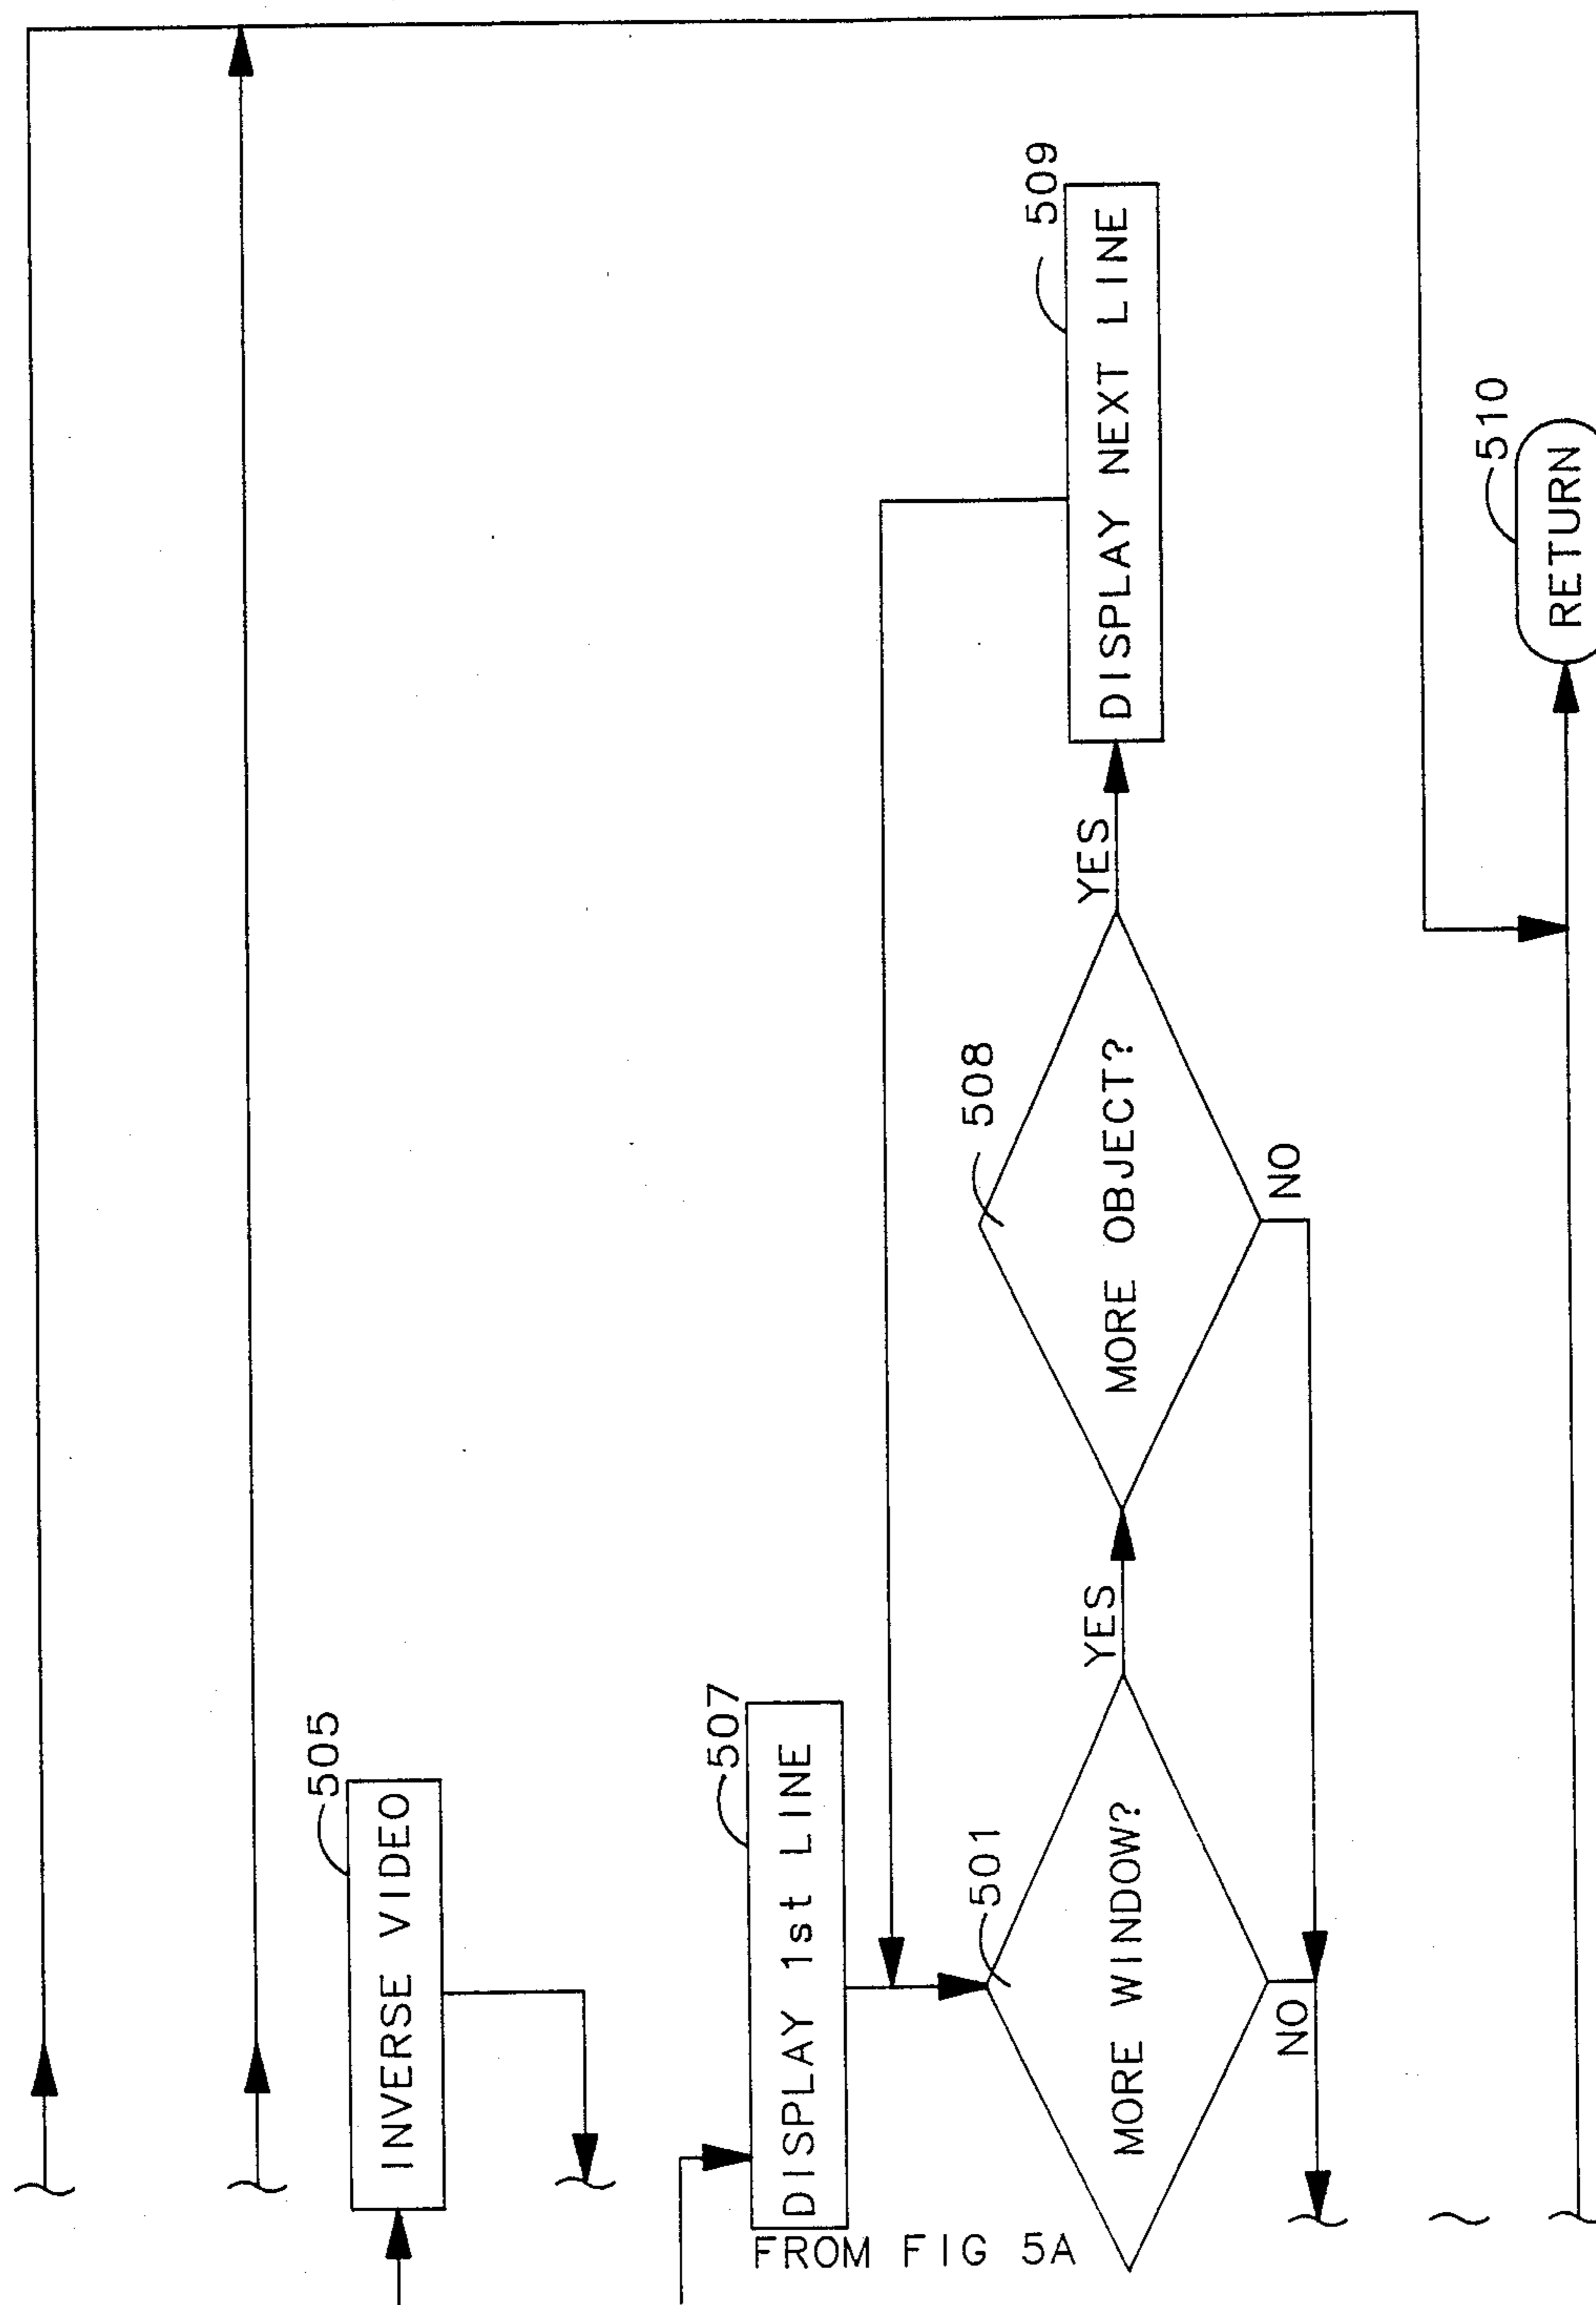 505
INVERSE VIDEO
507
DISPLAY 1st LINE
FROM FIG 5A
501
MORE WINDOW?
YES
NO
508
MORE OBJECT?
YES
NO
509
DISPLAY NEXT LINE
510
RETURN